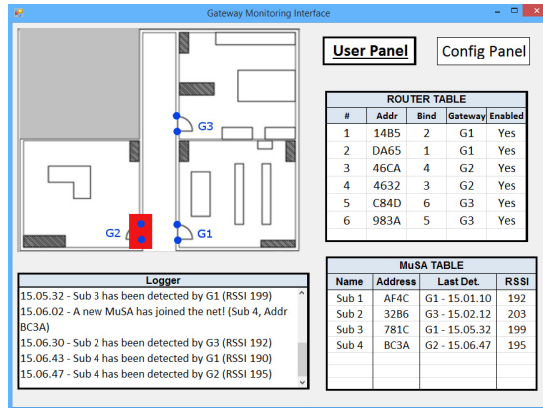 Gateway Monitoring Interface
User Panel
Config Panel
G3
G2
G1
ROUTER TABLE
# Addr Bind Gateway Enabled
1 14B5 2 G1 Yes
2 DA65 1 G1 Yes
3 46CA 4 G2 Yes
4 4632 3 G2 Yes
5 C84D 6 G3 Yes
6 983A 5 G3 Yes
Logger
15.05.32 - Sub 3 has been detected by G1 (RSSI 199)
15.06.02 - A new MuSA has joined the net! (Sub 4, Addr
BC3A)
15.06.30 - Sub 2 has been detected by G3 (RSSI 192)
15.06.43 - Sub 4 has been detected by G1 (RSSI 190)
15.06.47 - Sub 4 has been detected by G2 (RSSI 195)
MuSA TABLE
Name Address Last Det. RSSI
Sub 1 AF4C G1 - 15.01.10 192
Sub 2 32B6 G3 - 15.02.12 203
Sub 3 781C G1 - 15.05.32 199
Sub 4 BC3A G2 - 15.06.47 195